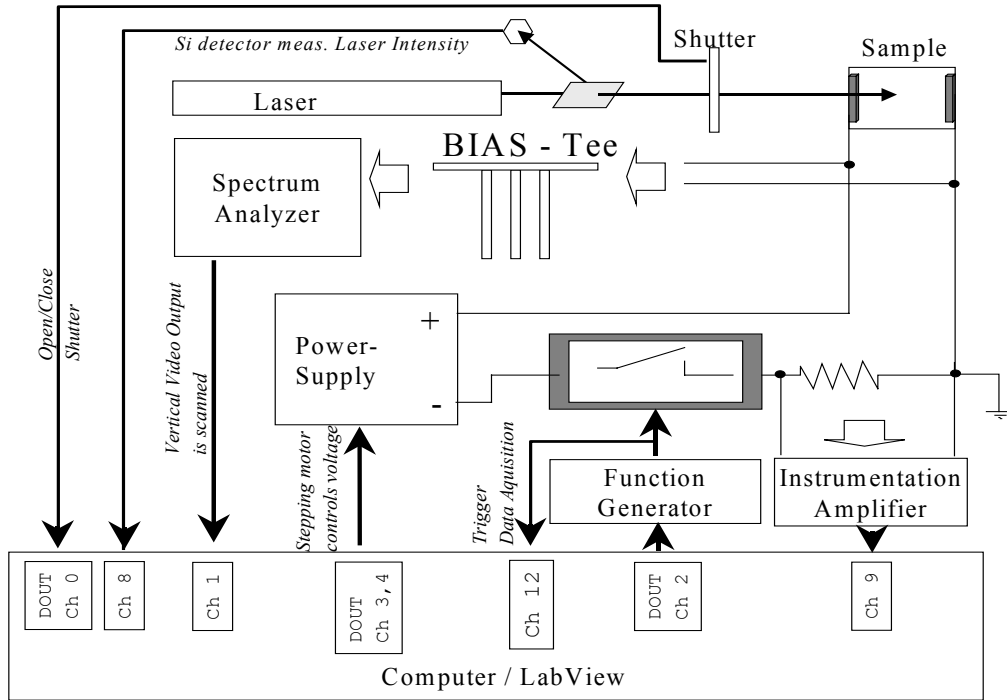 Si detector meas. Laser Intensity
Shutter
Sample
Laser
BIAS - Tee
Spectrum
Analyzer
Open/Close
Shutter
Vertical Video Output
is scanned
+
Power-
Supply
-
Stepping motor
controls voltage
Trigger
Data Aquisition
Function
Generator
Instrumentation
Amplifier
DOUT
Ch 0
Ch 8
Ch 1
DOUT
Ch 3,4
Ch 12
DOUT
Ch 2
Ch 9
Computer / LabView